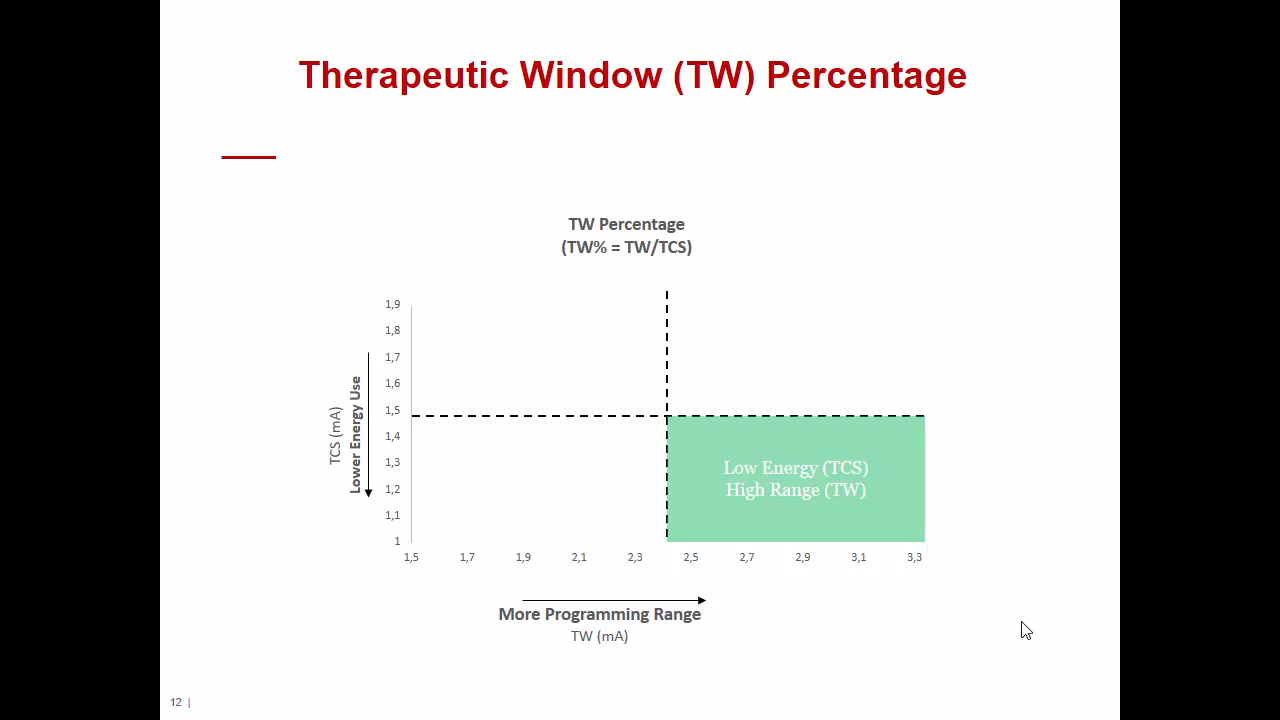 Therapeutic Window (TW) Percentage
TW Percentage
(TW% = TW/TCS)
1,9
1,8
1,7
1,6
1,5
1,4
1,3
1,2
1,1
1
TCS (mA)
Lower Energy Use
Low Energy (TCS)
High Range (TW)
1,5 1,7 1,9 2,1 2,3 2,5 2,7 2,9 3,1 3,3
More Programming Range
TW (mA)
12 |